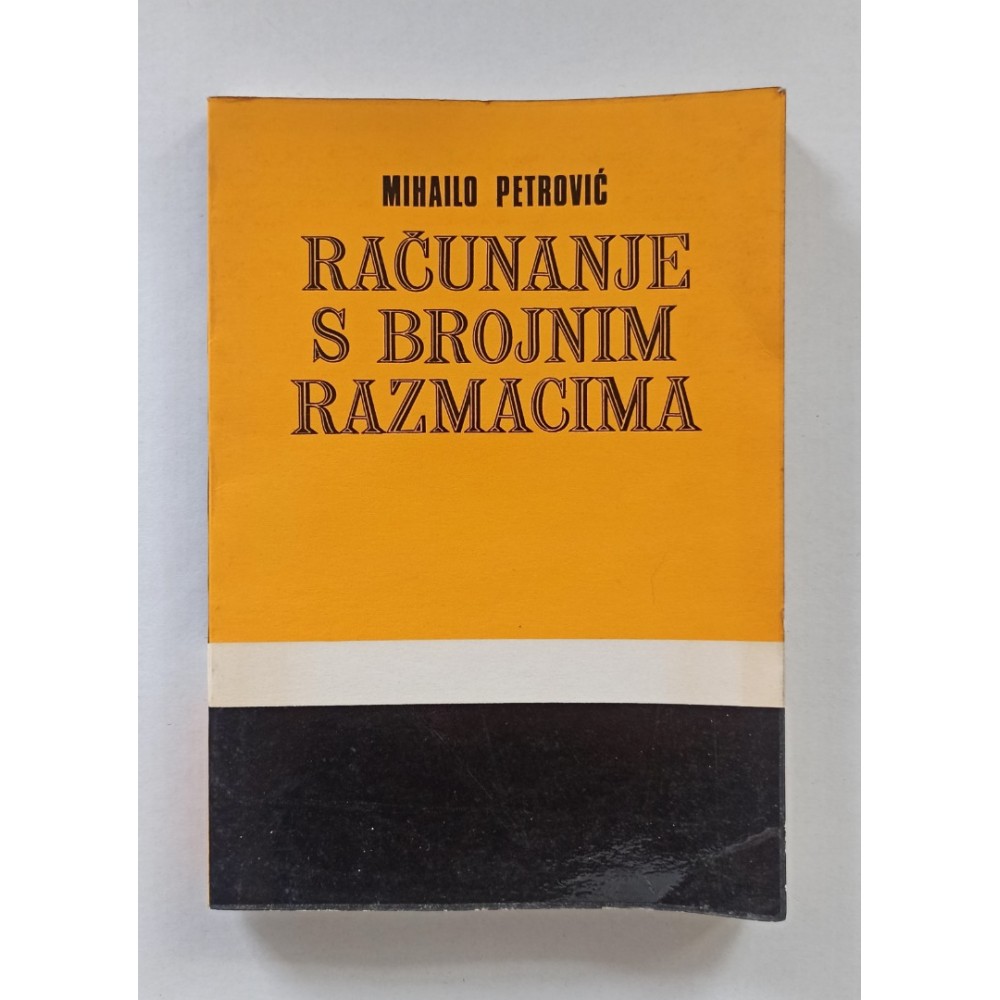 MIHAILO PETROVIĆ
RAČUNANJE
S BROJNIM
RAZMACIMA